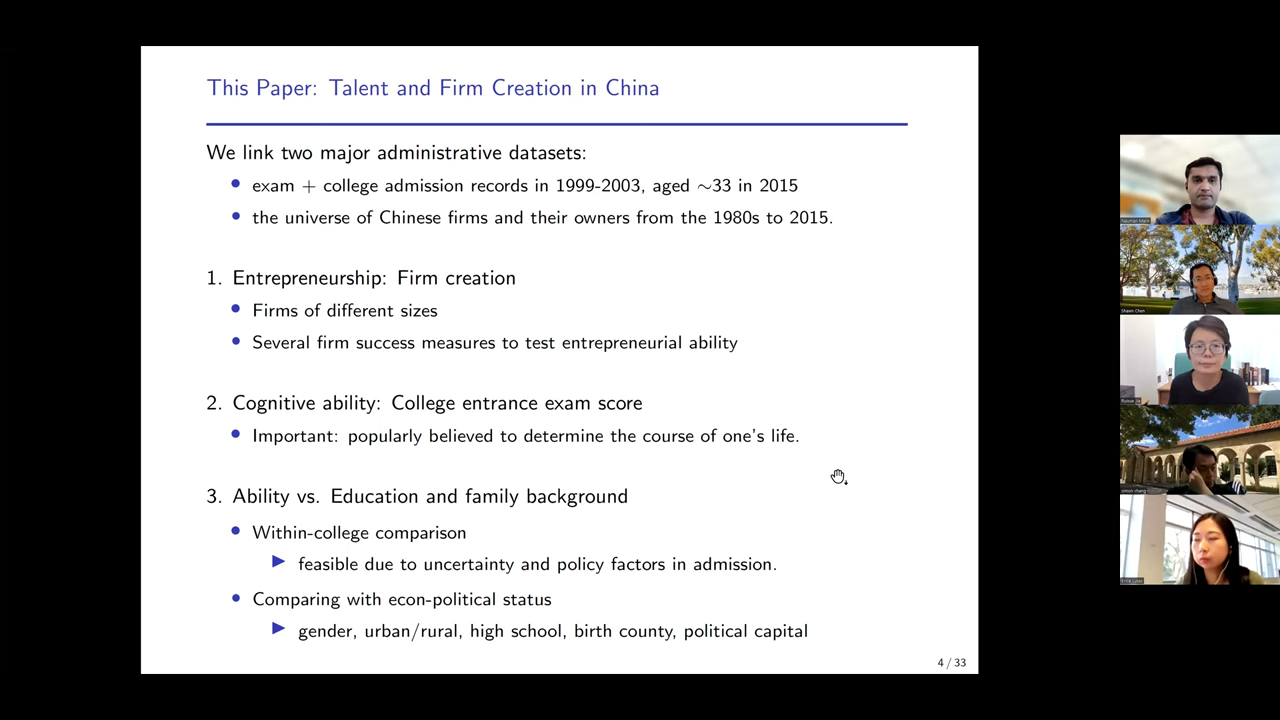 This Paper: Talent and Firm Creation in China
We link two major administrative datasets:
• exam + college admission records in 1999-2003, aged ∼33 in 2015
• the universe of Chinese firms and their owners from the 1980s to 2015.
1. Entrepreneurship: Firm creation
• Firms of different sizes
• Several firm success measures to test entrepreneurial ability
2. Cognitive ability: College entrance exam score
• Important: popularly believed to determine the course of one's life.
3. Ability vs. Education and family background
• Within-college comparison
▶ feasible due to uncertainty and policy factors in admission.
• Comparing with econ-political status
▶ gender, urban/rural, high school, birth county, political capital
4 / 33
Shawn Chen